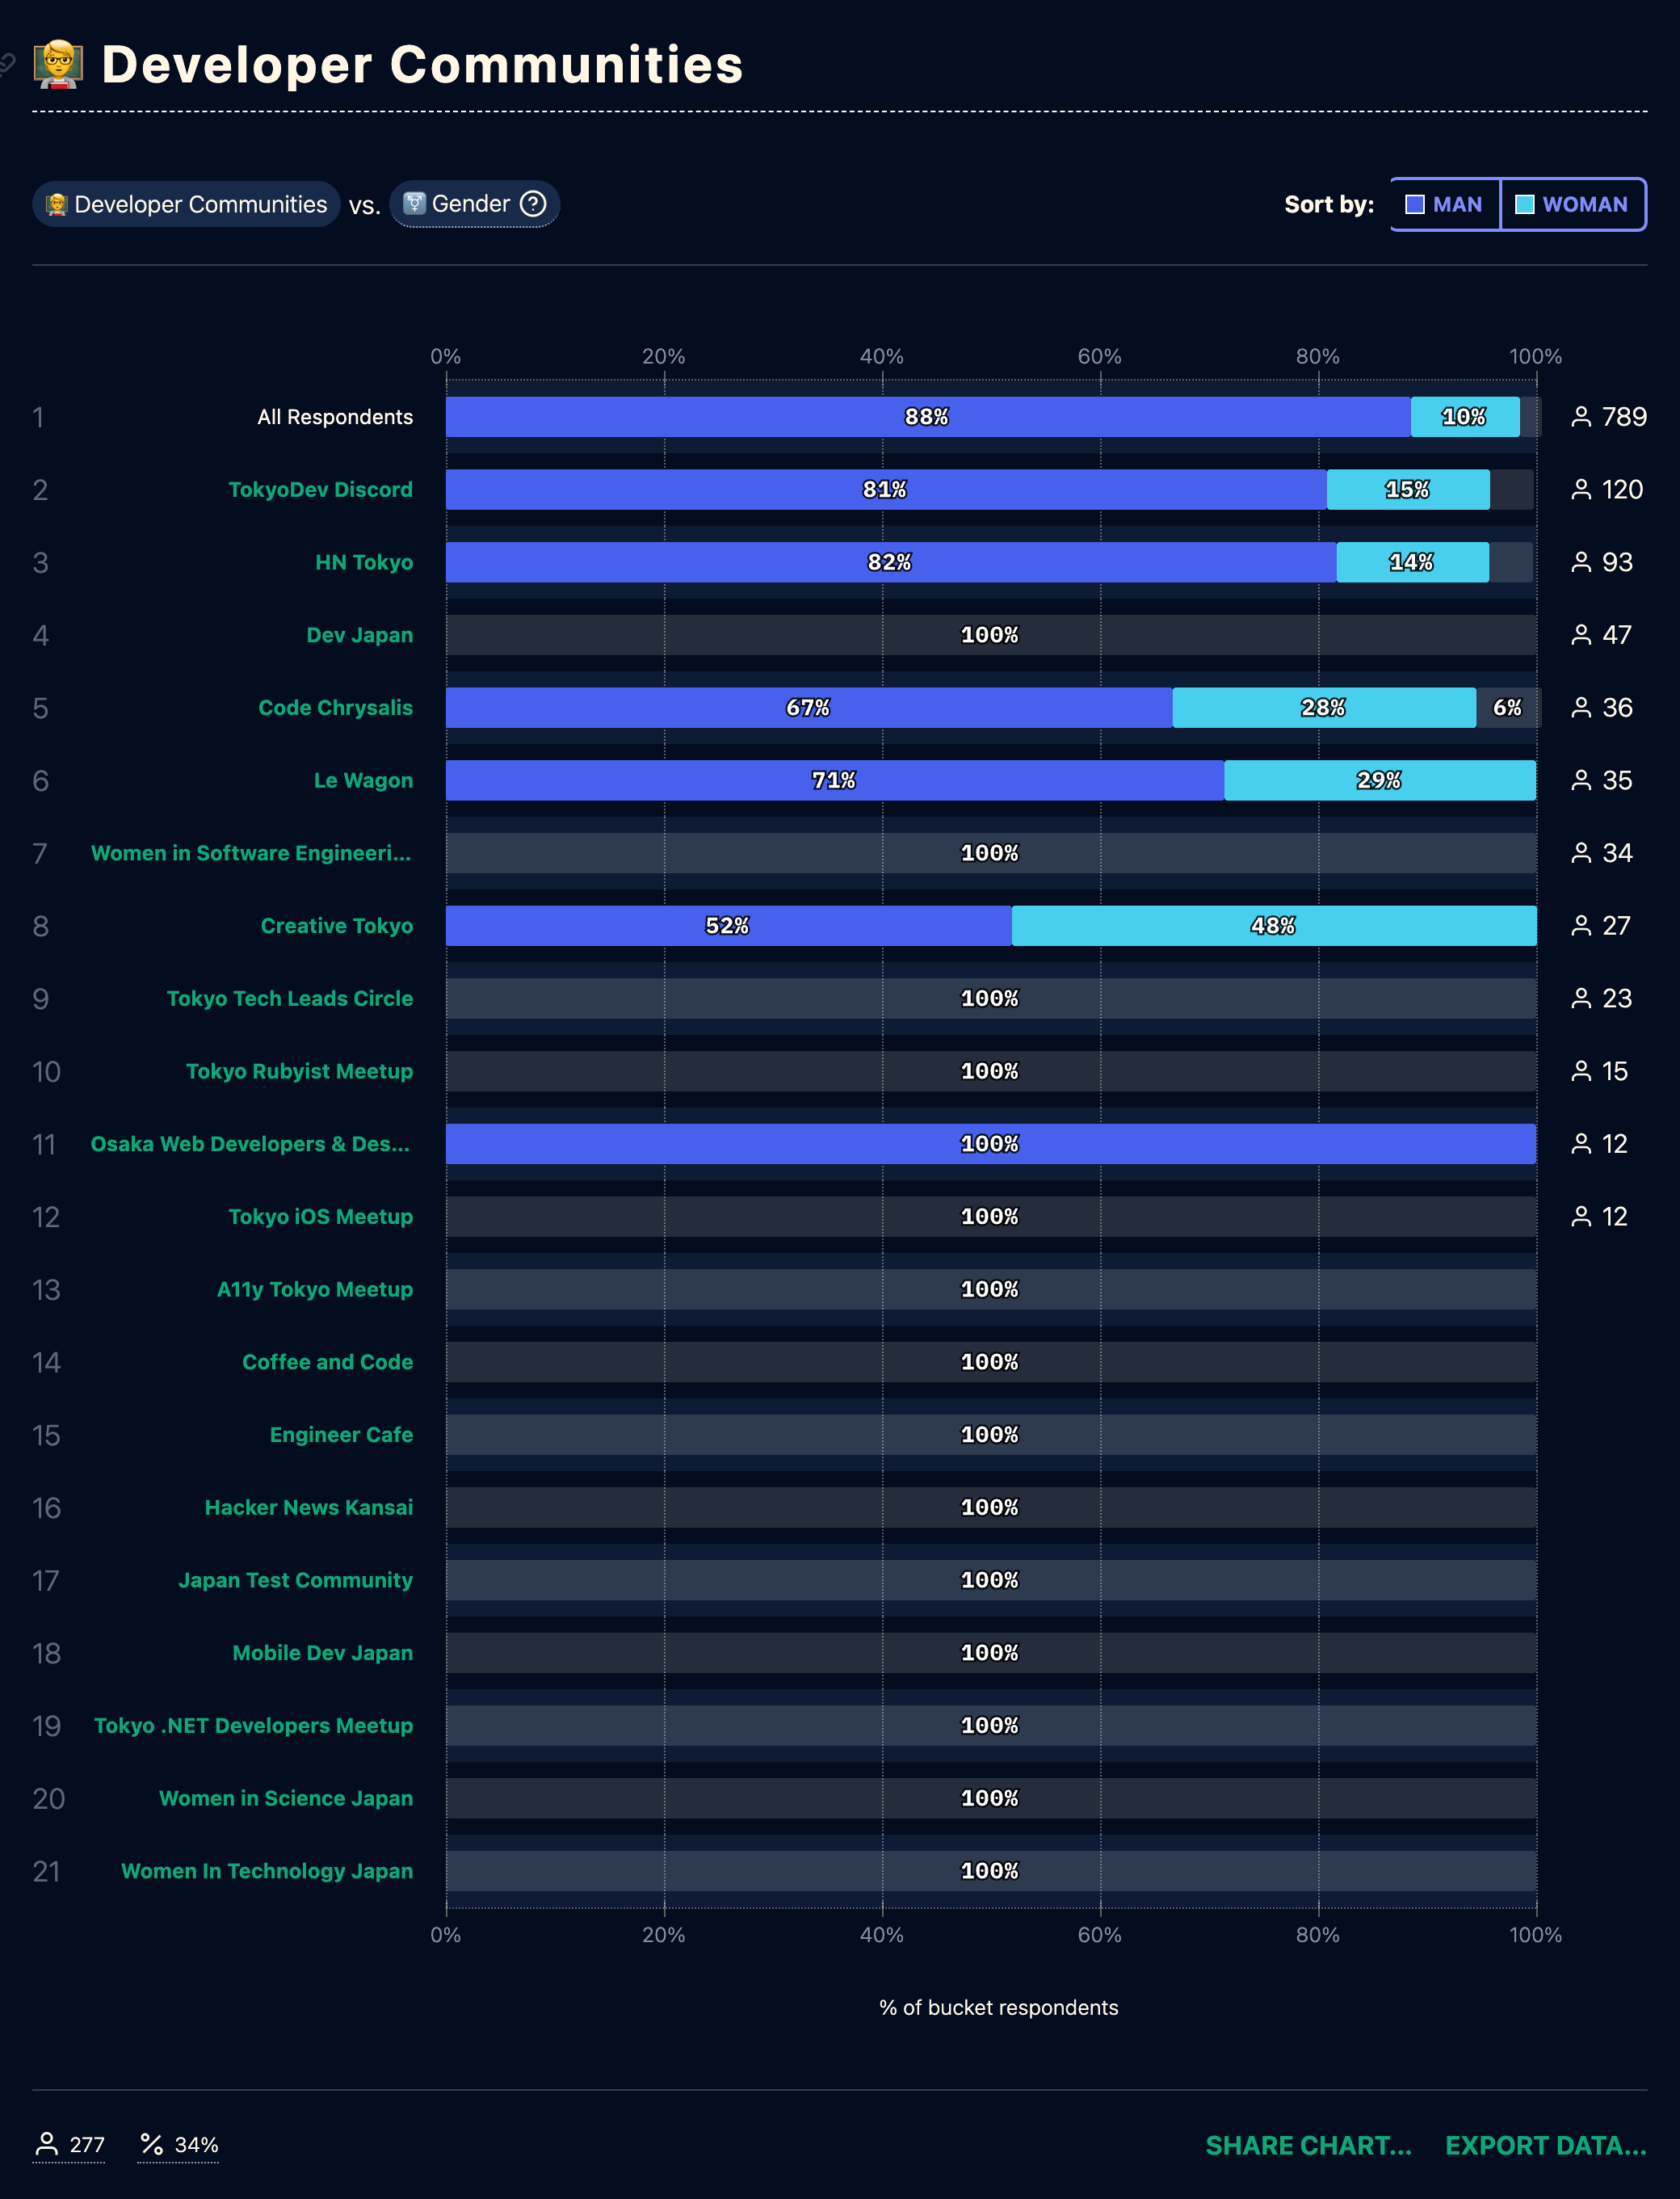 Developer Communities
Developer Communities vs. Gender ?
Sort by: MAN WOMAN
0% 20% 40% 60% 80% 100%
1 All Respondents 88% 10% 789
2 TokyoDev Discord 81% 15% 120
3 HN Tokyo 82% 14% 93
4 Dev Japan 100% 47
5 Code Chrysalis 67% 28% 6% 36
6 Le Wagon 71% 29% 35
7 Women in Software Engineeri... 100% 34
8 Creative Tokyo 52% 48% 27
9 Tokyo Tech Leads Circle 100% 23
10 Tokyo Rubyist Meetup 100% 15
11 Osaka Web Developers & Des... 100% 12
12 Tokyo iOS Meetup 100% 12
13 A11y Tokyo Meetup 100%
14 Coffee and Code 100%
15 Engineer Cafe 100%
16 Hacker News Kansai 100%
17 Japan Test Community 100%
18 Mobile Dev Japan 100%
19 Tokyo .NET Developers Meetup 100%
20 Women in Science Japan 100%
21 Women In Technology Japan 100%
0% 20% 40% 60% 80% 100%
% of bucket respondents
277 % 34% SHARE CHART... EXPORT DATA...